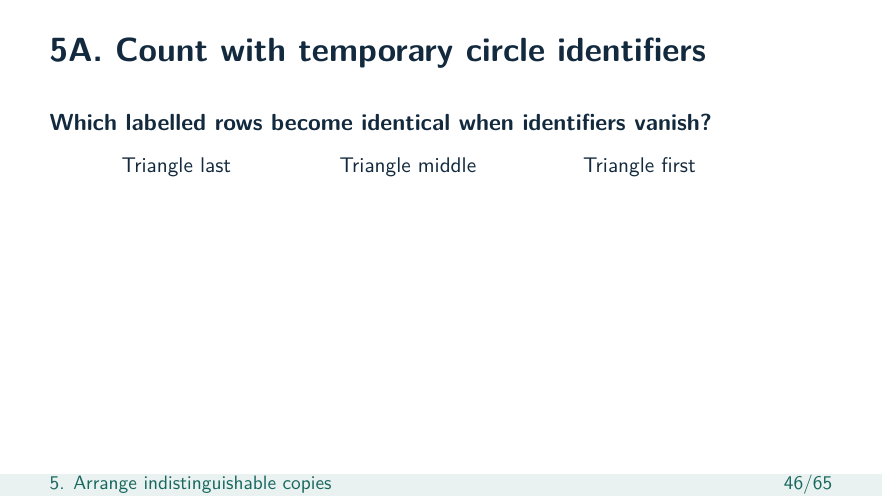 5A. Count with temporary circle identifiers
Which labelled rows become identical when identifiers vanish?
Triangle last Triangle middle Triangle first
5. Arrange indistinguishable copies 46/65